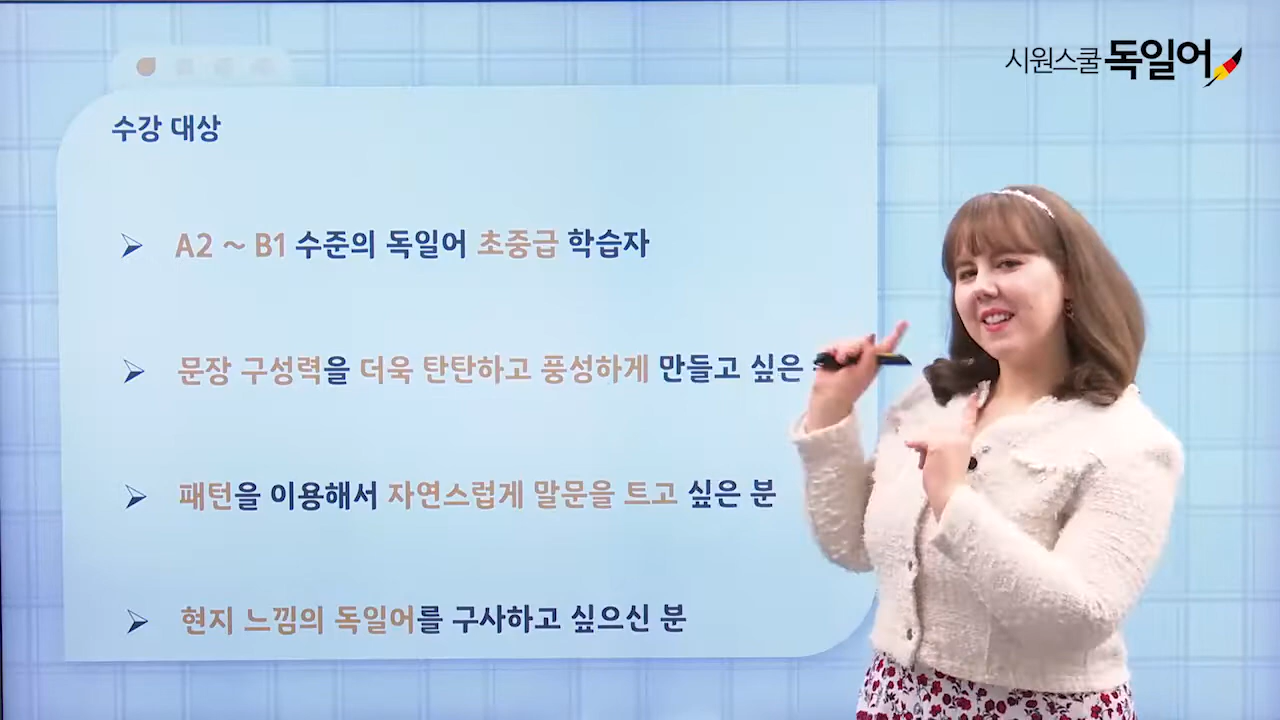 시원스쿨 독일어
수강 대상
A2 ~ B1 수준의 독일어 초중급 학습자
문장 구성력을 더욱 탄탄하고 풍성하게 만들고 싶은
패턴을 이용해서 자연스럽게 말문을 트고 싶은 분
현지 느낌의 독일어를 구사하고 싶으신 분